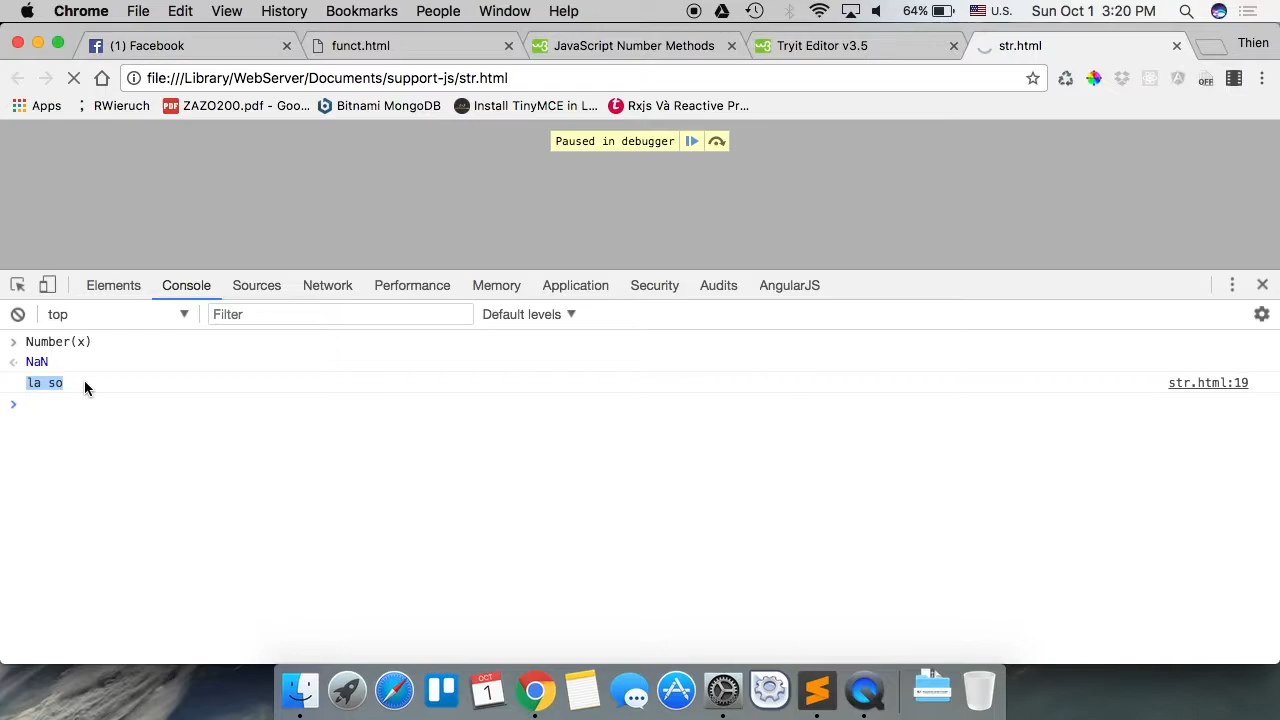 Chrome File Edit View History Bookmarks People Window Help 64% U.S. Sun Oct 1 3:20 PM
(1) Facebook funct.html JavaScript Number Methods Tryit Editor v3.5 str.html Thien
file:///Library/WebServer/Documents/support-js/str.html OFF
Apps RWieruch ZAZO200.pdf - Goo... Bitnami MongoDB Install TinyMCE in L... Rxjs Và Reactive Pr...
Paused in debugger
Elements Console Sources Network Performance Memory Application Security Audits AngularJS
top Filter Default levels
Number(x)
NaN
la so str.html:19
OCT
1